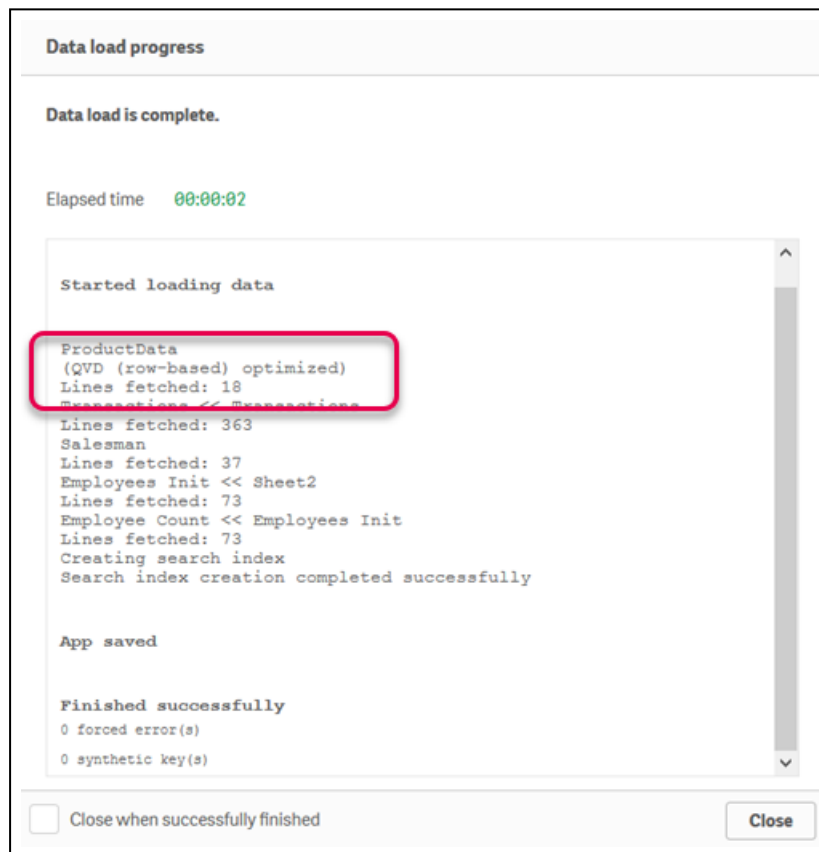 Data load progress
Data load is complete.
Elapsed time 00:00:02
Started loading data
ProductData
(QVD (row-based) optimized)
Lines fetched: 18
Transactions << Transactions
Lines fetched: 363
Salesman
Lines fetched: 37
Employees Init << Sheet2
Lines fetched: 73
Employee Count << Employees Init
Lines fetched: 73
Creating search index
Search index creation completed successfully
App saved
Finished successfully
0 forced error(s)
0 synthetic key(s)
Close when successfully finished
Close